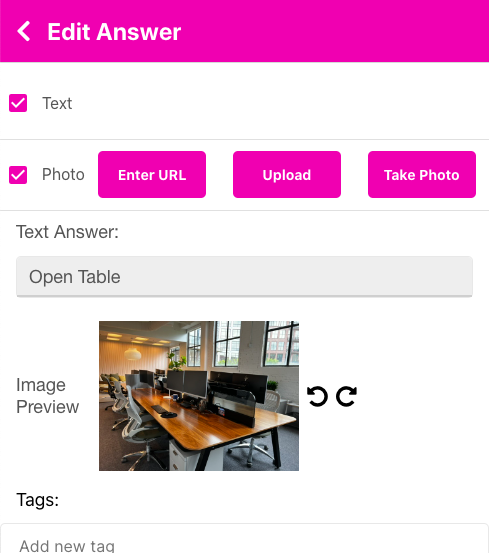 Edit Answer
Text
Photo
Enter URL
Upload
Take Photo
Text Answer:
Open Table
Image
Preview
Tags:
Add new tag